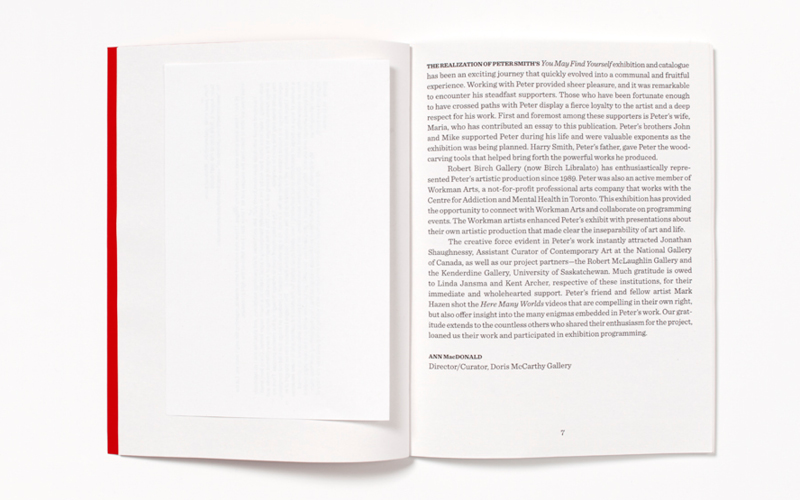 THE REALIZATION OF PETER SMITH'S You May Find Yourself exhibition and catalogue
has been an exciting journey that quickly evolved into a communal and fruitful
experience. Working with Peter provided sheer pleasure, and it was remarkable
to encounter his steadfast supporters. Those who have been fortunate enough
to have crossed paths with Peter display a fierce loyalty to the artist and a deep
respect for his work. First and foremost among these supporters is Peter's wife,
Maria, who has contributed an essay to this publication. Peter's brothers John
and Mike supported Peter during his life and were valuable exponents as the
exhibition was being planned. Harry Smith, Peter's father, gave Peter the wood-
carving tools that helped bring forth the powerful works he produced.
Robert Birch Gallery (now Birch Libralato) has enthusiastically repre-
sented Peter's artistic production since 1989. Peter was also an active member of
Workman Arts, a not-for-profit professional arts company that works with the
Centre for Addiction and Mental Health in Toronto. This exhibition has provided
the opportunity to connect with Workman Arts and collaborate on programming
events. The Workman artists enhanced Peter's exhibit with presentations about
their own artistic production that made clear the inseparability of art and life.
The creative force evident in Peter's work instantly attracted Jonathan
Shaughnessy, Assistant Curator of Contemporary Art at the National Gallery
of Canada, as well as our project partners—the Robert McLaughlin Gallery and
the Kenderdine Gallery, University of Saskatchewan. Much gratitude is owed
to Linda Jansma and Kent Archer, respective of these institutions, for their
immediate and wholehearted support. Peter's friend and fellow artist Mark
Hazen shot the Here Many Worlds videos that are compelling in their own right,
but also offer insight into the many enigmas embedded in Peter's work. Our grat-
itude extends to the countless others who shared their enthusiasm for the project,
loaned us their work and participated in exhibition programming.
ANN MacDONALD
Director/Curator, Doris McCarthy Gallery
7